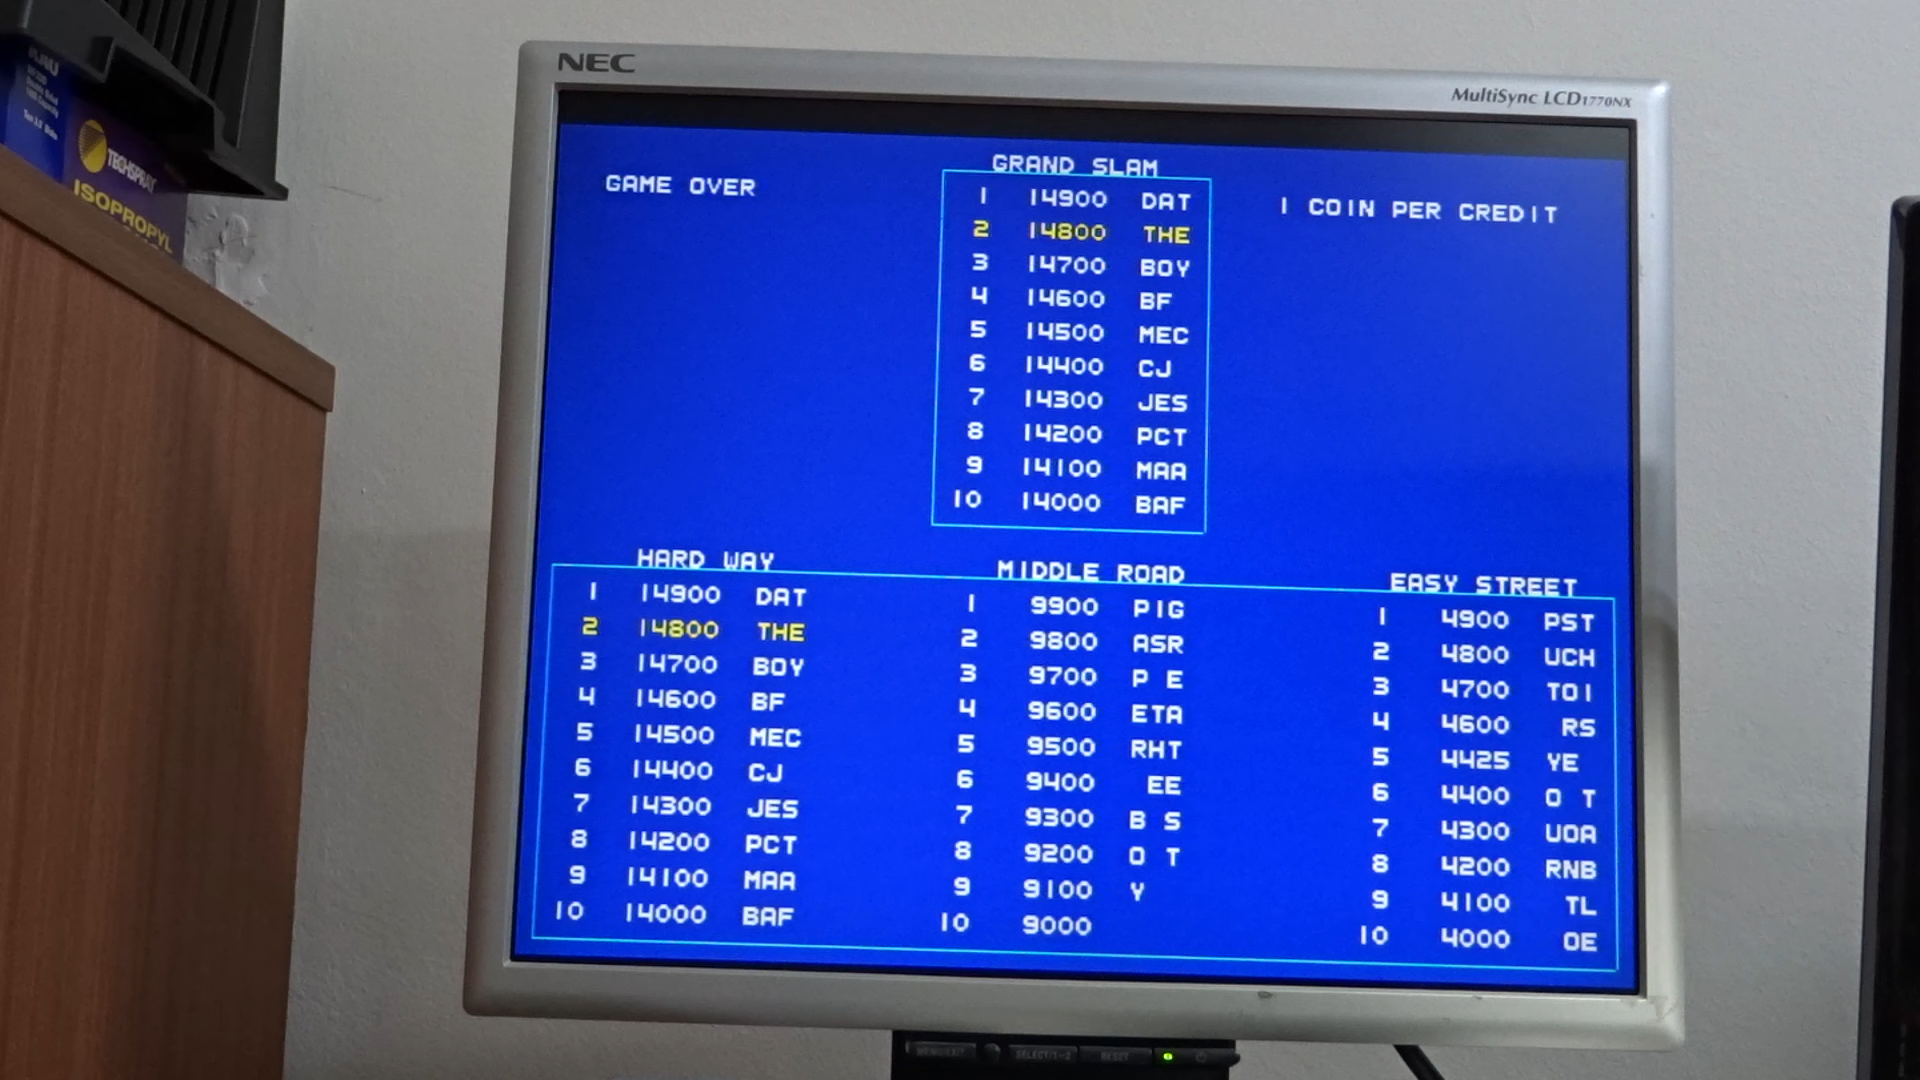 NEC
MultiSync LCD1770NX
GAME OVER
1 COIN PER CREDIT
GRAND SLAM
1 14900 DAT
2 14800 THE
3 14700 BOY
4 14600 BF
5 14500 MEC
6 14400 CJ
7 14300 JES
8 14200 PCT
9 14100 MAA
10 14000 BAF
HARD WAY
1 14900 DAT
2 14800 THE
3 14700 BOY
4 14600 BF
5 14500 MEC
6 14400 CJ
7 14300 JES
8 14200 PCT
9 14100 MAA
10 14000 BAF
MIDDLE ROAD
1 9900 PIG
2 9800 ASR
3 9700 P E
4 9600 ETA
5 9500 RHT
6 9400 EE
7 9300 B S
8 9200 O T
9 9100 Y
10 9000
EASY STREET
1 4900 PST
2 4800 UCH
3 4700 TOI
4 4600 RS
5 4425 YE
6 4400 O T
7 4300 UOA
8 4200 RNB
9 4100 TL
10 4000 OE
TECHSPRAY
ISOPROPYL
SELECT/1-2
RESET